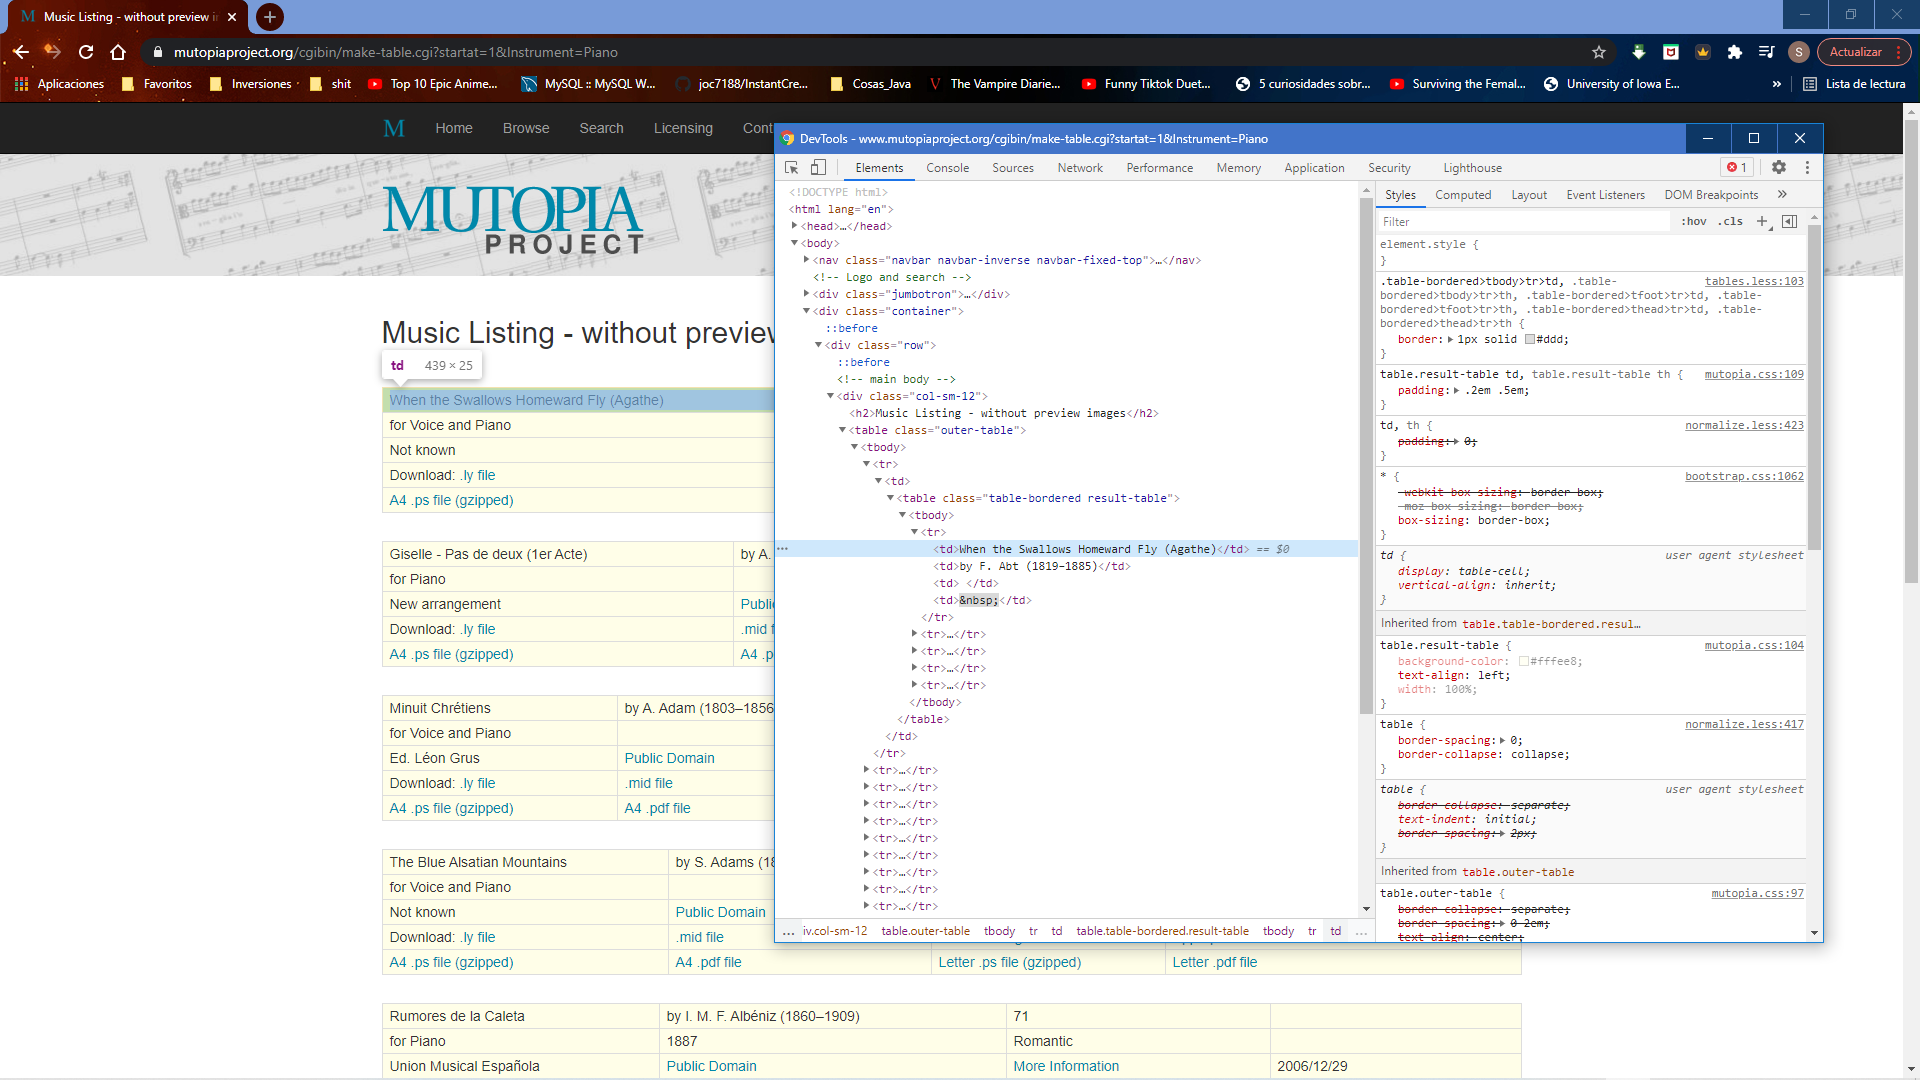 Music Listing - without preview i
mutopiaproject.org/cgibin/make-table.cgi?startat=1&Instrument=Piano
S
Actualizar
Aplicaciones
Favoritos
Inversiones
shit
Top 10 Epic Anime...
MySQL :: MySQL W...
joc7188/InstantCre...
Cosas_Java
The Vampire Diarie...
Funny Tiktok Duet...
5 curiosidades sobr...
Surviving the Femal...
University of Iowa E...
»
Lista de lectura
M Home Browse Search Licensing Cont
MUTOPIA
PROJECT
Music Listing - without preview
td 439 × 25
When the Swallows Homeward Fly (Agathe)
for Voice and Piano
Not known
Download: .ly file
A4 .ps file (gzipped)
Giselle - Pas de deux (1er Acte) by A.
for Piano
New arrangement Publi
Download: .ly file .mid f
A4 .ps file (gzipped) A4 .p
Minuit Chrétiens by A. Adam (1803–1856
for Voice and Piano
Ed. Léon Grus Public Domain
Download: .ly file .mid file
A4 .ps file (gzipped) A4 .pdf file
The Blue Alsatian Mountains by S. Adams (18
for Voice and Piano
Not known Public Domain
Download: .ly file .mid file
A4 .ps file (gzipped) A4 .pdf file Letter .ps file (gzipped) Letter .pdf file
Rumores de la Caleta by I. M. F. Albéniz (1860–1909) 71
for Piano 1887 Romantic
Union Musical Española Public Domain More Information 2006/12/29
DevTools - www.mutopiaproject.org/cgibin/make-table.cgi?startat=1&Instrument=Piano
Elements Console Sources Network Performance Memory Application Security Lighthouse 1
<!DOCTYPE html>
<html lang="en">
<head>…</head>
<body>
<nav class="navbar navbar-inverse navbar-fixed-top">…</nav>
<!-- Logo and search -->
<div class="jumbotron">…</div>
<div class="container">
::before
<div class="row">
::before
<!-- main body -->
<div class="col-sm-12">
<h2>Music Listing - without preview images</h2>
<table class="outer-table">
<tbody>
<tr>
<td>
<table class="table-bordered result-table">
<tbody>
<tr>
<td>When the Swallows Homeward Fly (Agathe)</td> == $0
<td>by F. Abt (1819–1885)</td>
<td> </td>
<td>&nbsp;</td>
</tr>
<tr>…</tr>
<tr>…</tr>
<tr>…</tr>
<tr>…</tr>
</tbody>
</table>
</td>
</tr>
<tr>…</tr>
<tr>…</tr>
<tr>…</tr>
<tr>…</tr>
<tr>…</tr>
<tr>…</tr>
<tr>…</tr>
<tr>…</tr>
<tr>…</tr>
... iv.col-sm-12 table.outer-table tbody tr td table.table-bordered.result-table tbody tr td ...
Styles Computed Layout Event Listeners DOM Breakpoints »
Filter :hov .cls +
element.style {
}
.table-bordered>tbody>tr>td, .table- tables.less:103
bordered>tbody>tr>th, .table-bordered>tfoot>tr>td, .table-
bordered>tfoot>tr>th, .table-bordered>thead>tr>td, .table-
bordered>thead>tr>th {
border: 1px solid #ddd;
}
table.result-table td, table.result-table th { mutopia.css:109
padding: .2em .5em;
}
td, th { normalize.less:423
padding: 0;
}
* { bootstrap.css:1062
-webkit-box-sizing: border-box;
-moz-box-sizing: border-box;
box-sizing: border-box;
}
td { user agent stylesheet
display: table-cell;
vertical-align: inherit;
}
Inherited from table.table-bordered.resul…
table.result-table { mutopia.css:104
background-color: #fffee8;
text-align: left;
width: 100%;
}
table { normalize.less:417
border-spacing: 0;
border-collapse: collapse;
}
table { user agent stylesheet
border-collapse: separate;
text-indent: initial;
border-spacing: 2px;
}
Inherited from table.outer-table
table.outer-table { mutopia.css:97
border-collapse: separate;
border-spacing: 0 2em;
text-align: center;